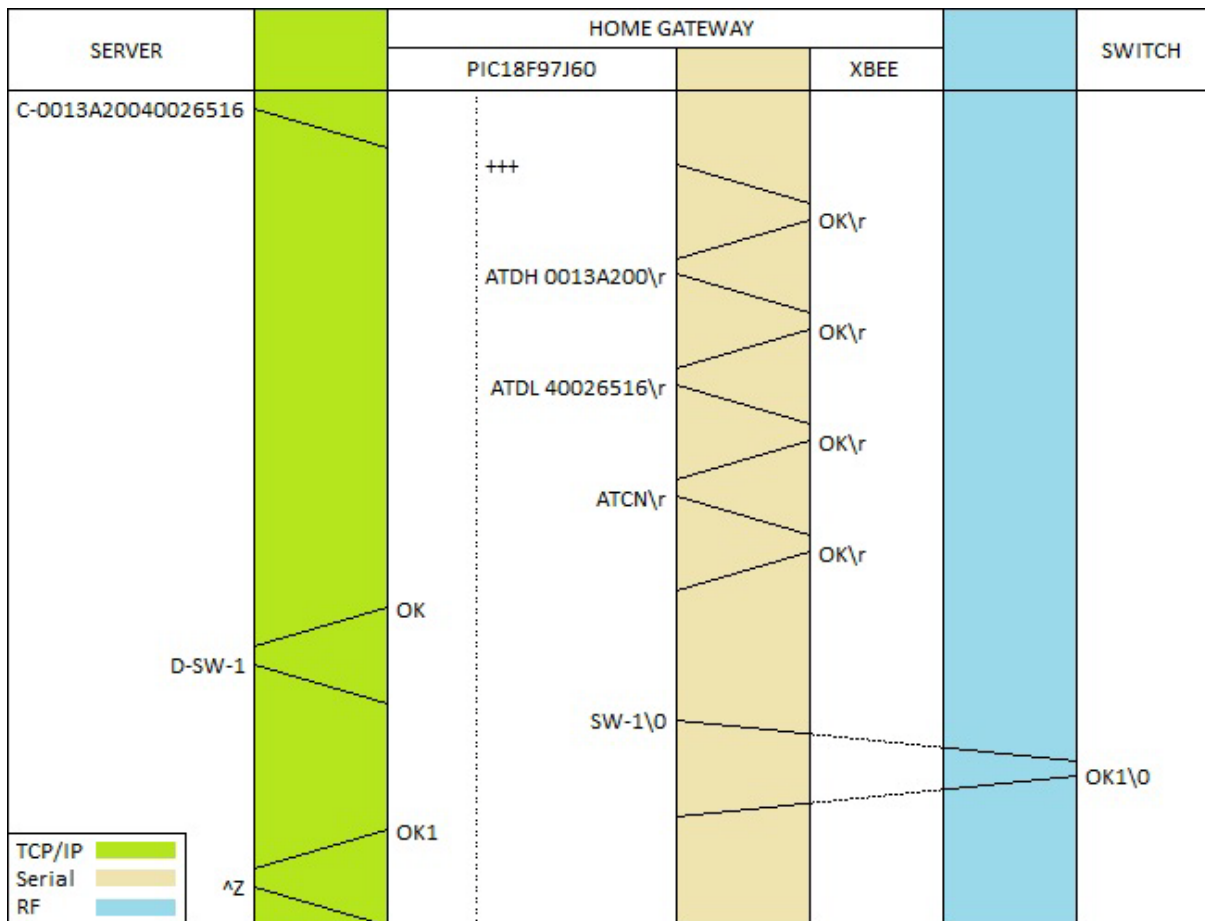 HOME GATEWAY
SERVER
SWITCH
PIC18F97J60
XBEE
C-0013A20040026516
+++
OK\r
ATDH 0013A200\r
OK\r
ATDL 40026516\r
OK\r
ATCN\r
OK\r
OK
D-SW-1
SW-1\0
OK1\0
OK1
^Z
TCP/IP
Serial
RF